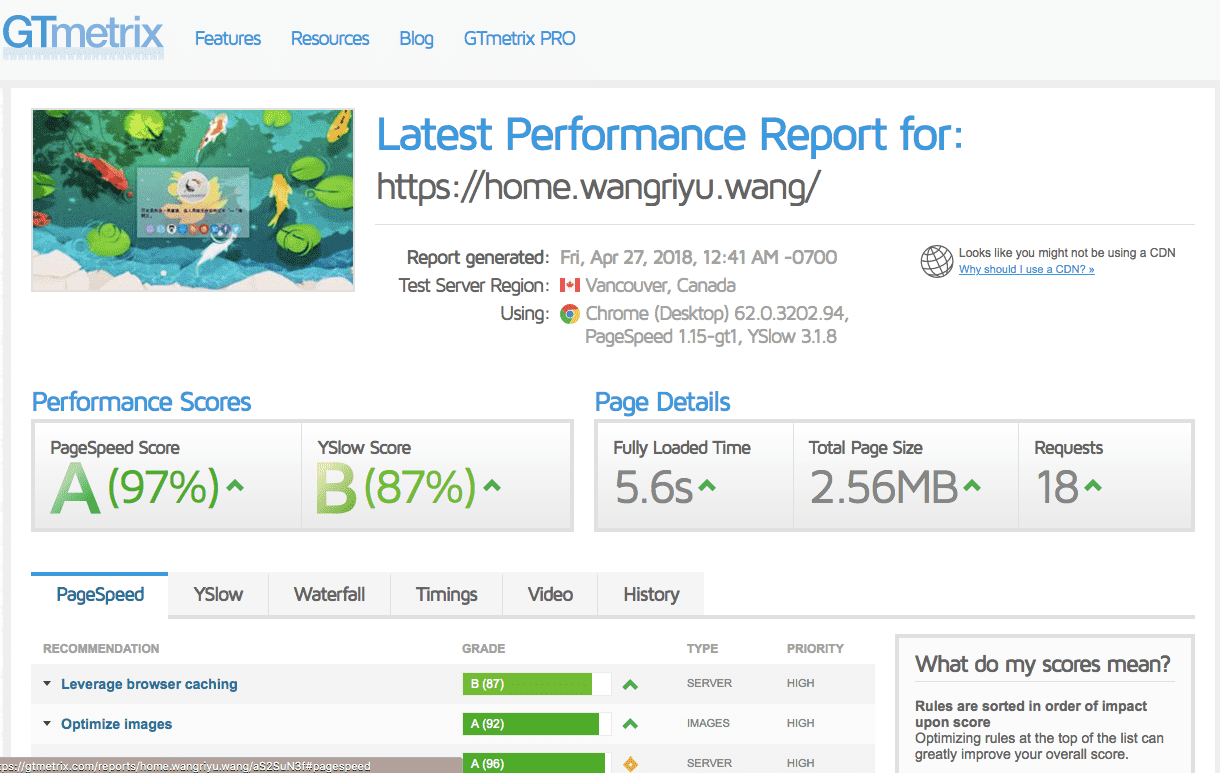 GTmetrix
Features Resources Blog GTmetrix PRO
Latest Performance Report for:
https://home.wangriyu.wang/
Report generated: Fri, Apr 27, 2018, 12:41 AM -0700
Test Server Region: Vancouver, Canada
Using: Chrome (Desktop) 62.0.3202.94,
PageSpeed 1.15-gt1, YSlow 3.1.8
Looks like you might not be using a CDN
Why should I use a CDN? »
Performance Scores
PageSpeed Score
A (97%)
YSlow Score
B (87%)
Page Details
Fully Loaded Time
5.6s
Total Page Size
2.56MB
Requests
18
PageSpeed YSlow Waterfall Timings Video History
RECOMMENDATION GRADE TYPE PRIORITY
Leverage browser caching B (87) SERVER HIGH
Optimize images A (92) IMAGES HIGH
A (96) SERVER HIGH
What do my scores mean?
Rules are sorted in order of impact
upon score
Optimizing rules at the top of the list can
greatly improve your overall score.
ps://gtmetrix.com/reports/home.wangriyu.wang/aS2SuN3f#pagespeed